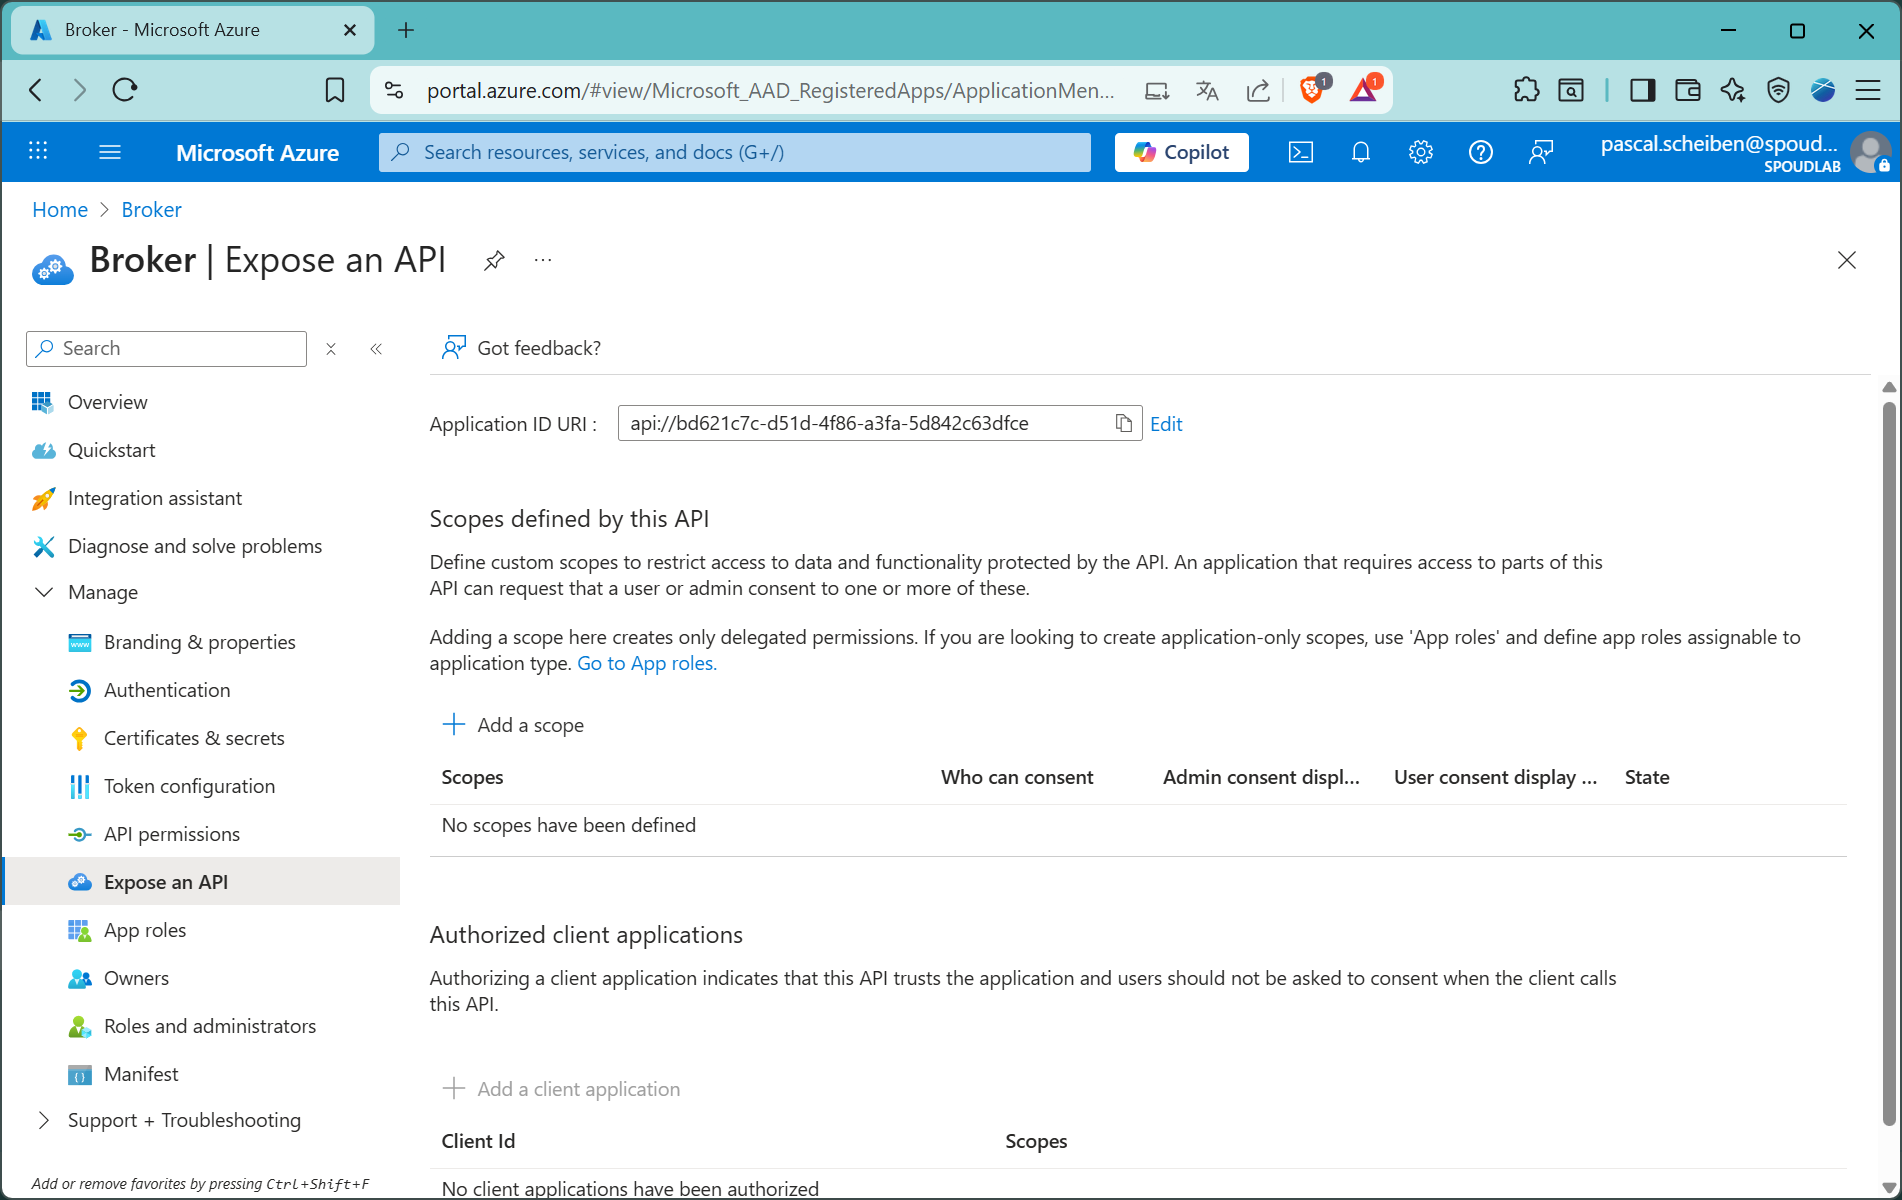 Broker - Microsoft Azure
portal.azure.com/#view/Microsoft_AAD_RegisteredApps/ApplicationMen...
1
1
Microsoft Azure
Search resources, services, and docs (G+/)
Copilot
pascal.scheiben@spoud...
SPOUDLAB
Home > Broker
Broker | Expose an API
...
Search
Got feedback?
Overview
Quickstart
Integration assistant
Diagnose and solve problems
Manage
Branding & properties
Authentication
Certificates & secrets
Token configuration
API permissions
Expose an API
App roles
Owners
Roles and administrators
Manifest
Support + Troubleshooting
Add or remove favorites by pressing Ctrl+Shift+F
Application ID URI : api://bd621c7c-d51d-4f86-a3fa-5d842c63dfce Edit
Scopes defined by this API
Define custom scopes to restrict access to data and functionality protected by the API. An application that requires access to parts of this
API can request that a user or admin consent to one or more of these.
Adding a scope here creates only delegated permissions. If you are looking to create application-only scopes, use 'App roles' and define app roles assignable to
application type. Go to App roles.
Add a scope
Scopes Who can consent Admin consent displ... User consent display ... State
No scopes have been defined
Authorized client applications
Authorizing a client application indicates that this API trusts the application and users should not be asked to consent when the client calls
this API.
Add a client application
Client Id Scopes
No client applications have been authorized